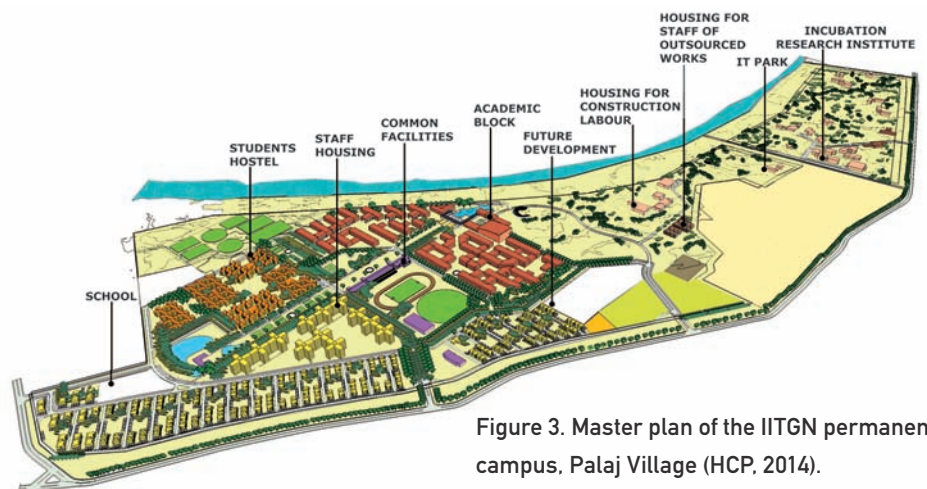 HOUSING FOR
STAFF OF
OUTSOURCED
WORKS
INCUBATION
RESEARCH INSTITUTE
IT PARK
HOUSING FOR
CONSTRUCTION
LABOUR
ACADEMIC
BLOCK
COMMON
FACILITIES
FUTURE
DEVELOPMENT
STAFF
HOUSING
STUDENTS
HOSTEL
SCHOOL
Figure 3. Master plan of the IITGN permanen
campus, Palaj Village (HCP, 2014).